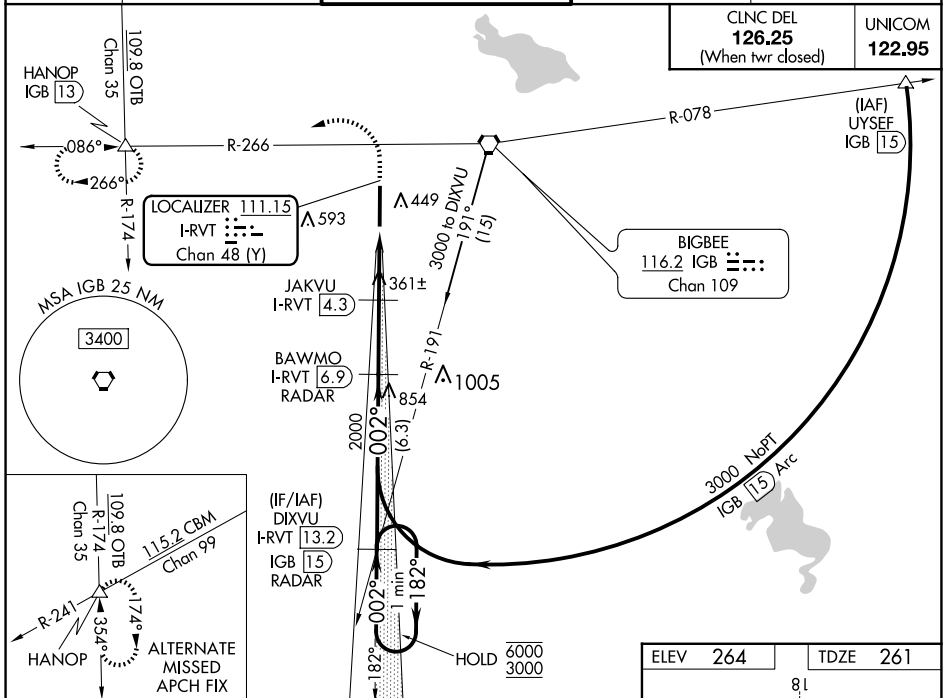 CLNC DEL
126.25
(When twr closed)
UNICOM
122.95
HANOP
IGB 13
109.8 OTB
Chan 35
086°
266°
R-266
R-078
R-174
(IAF)
UYSEF
IGB 15
LOCALIZER 111.15
I-RVT
Chan 48 (Y)
593
449
3000 to DIXVU
191°
(15)
BIGBEE
116.2 IGB
Chan 109
MSA IGB 25 NM
3400
JAKVU
I-RVT 4.3
361±
R-191
BAWMO
I-RVT 6.9
RADAR
1005
854
2000
002°
(6.3)
3000 NoPT
IGB 15 Arc
(IF/IAF)
DIXVU
I-RVT 13.2
IGB 15
RADAR
002°
1 min
182°
182°
HOLD 6000
3000
109.8 OTB
Chan 35
R-174
115.2 CBM
Chan 99
R-241
174°
354°
HANOP
ALTERNATE
MISSED
APCH FIX
ELEV 264
TDZE 261
18L